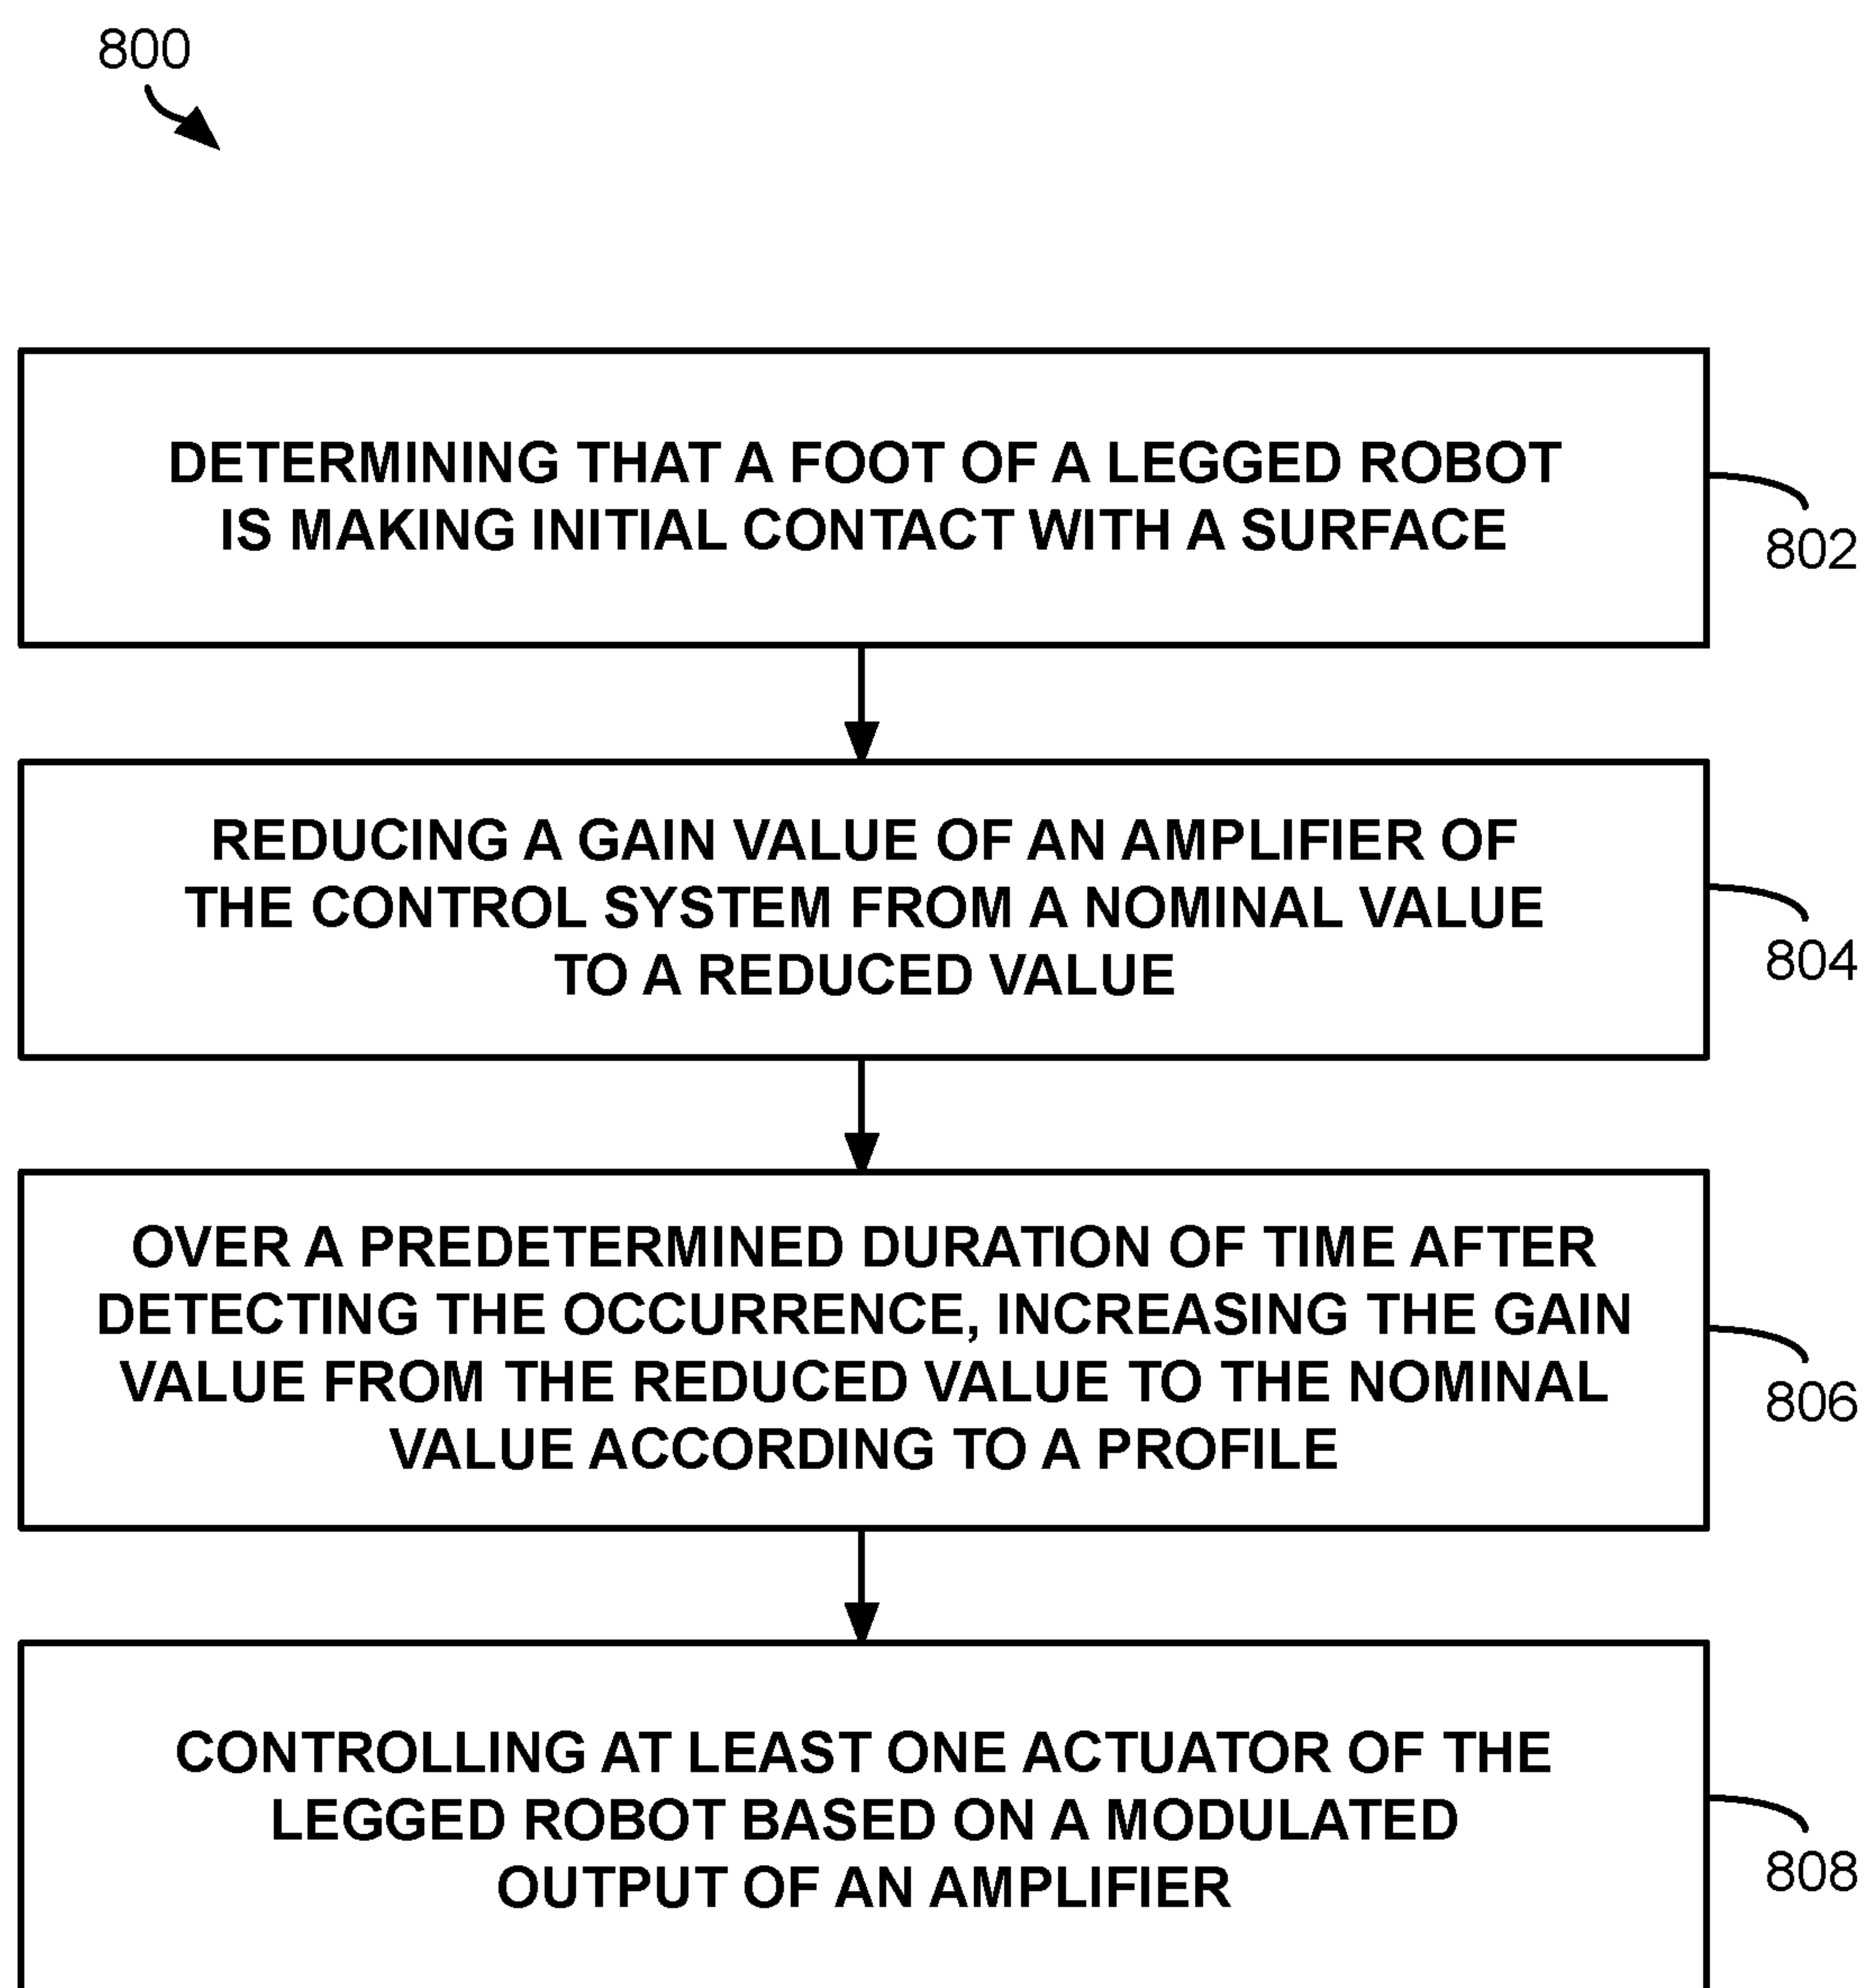 800
DETERMINING THAT A FOOT OF A LEGGED ROBOT
IS MAKING INITIAL CONTACT WITH A SURFACE
802
REDUCING A GAIN VALUE OF AN AMPLIFIER OF
THE CONTROL SYSTEM FROM A NOMINAL VALUE
TO A REDUCED VALUE
804
OVER A PREDETERMINED DURATION OF TIME AFTER
DETECTING THE OCCURRENCE, INCREASING THE GAIN
VALUE FROM THE REDUCED VALUE TO THE NOMINAL
VALUE ACCORDING TO A PROFILE
806
CONTROLLING AT LEAST ONE ACTUATOR OF THE
LEGGED ROBOT BASED ON A MODULATED
OUTPUT OF AN AMPLIFIER
808